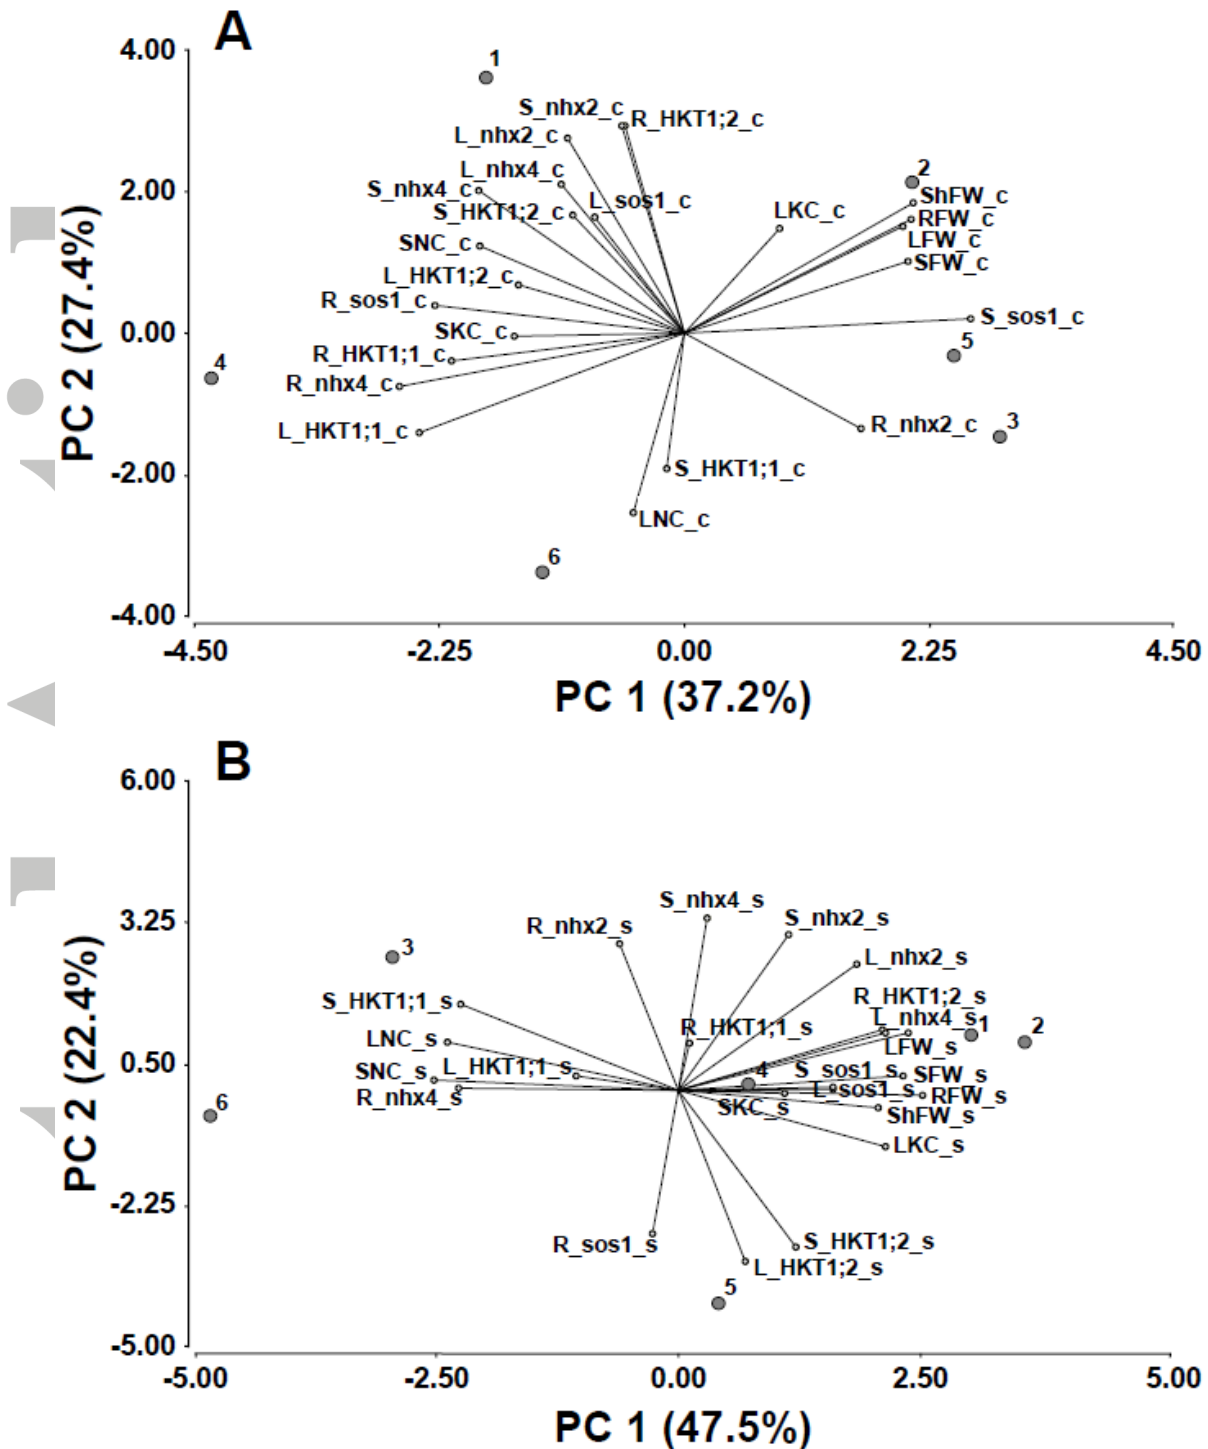 A
4.00
1
S_nhx2_c
R_HKT1;2_c
L_nhx2_c
L_nhx4_c
2
S_nhx4_c
ShFW_c
2.00
L_sos1_c
LKC_c
S_HKT1;2_c
RFW_c
SNC_c
LFW_c
SFW_c
L_HKT1;2_c
R_sos1_c
S_sos1_c
0.00
SKC_c
5
R_HKT1;1_c
4
R_nhx4_c
L_HKT1;1_c
R_nhx2_c
3
-2.00
S_HKT1;1_c
LNC_c
6
-4.00
PC 2 (27.4%)
-4.50 -2.25 0.00 2.25 4.50
PC 1 (37.2%)
B
6.00
S_nhx4_s
3.25
R_nhx2_s
S_nhx2_s
3
L_nhx2_s
S_HKT1;1_s
R_HKT1;2_s
R_HKT1;1_s
L_nhx4_s
1
2
LNC_s
LFW_s
0.50
SNC_s
L_HKT1;1_s
4
S_sos1_s
SFW_s
R_nhx4_s
L_sos1_s
RFW_s
6
SKC_s
ShFW_s
LKC_s
-2.25
R_sos1_s
S_HKT1;2_s
L_HKT1;2_s
5
-5.00
PC 2 (22.4%)
-5.00 -2.50 0.00 2.50 5.00
PC 1 (47.5%)